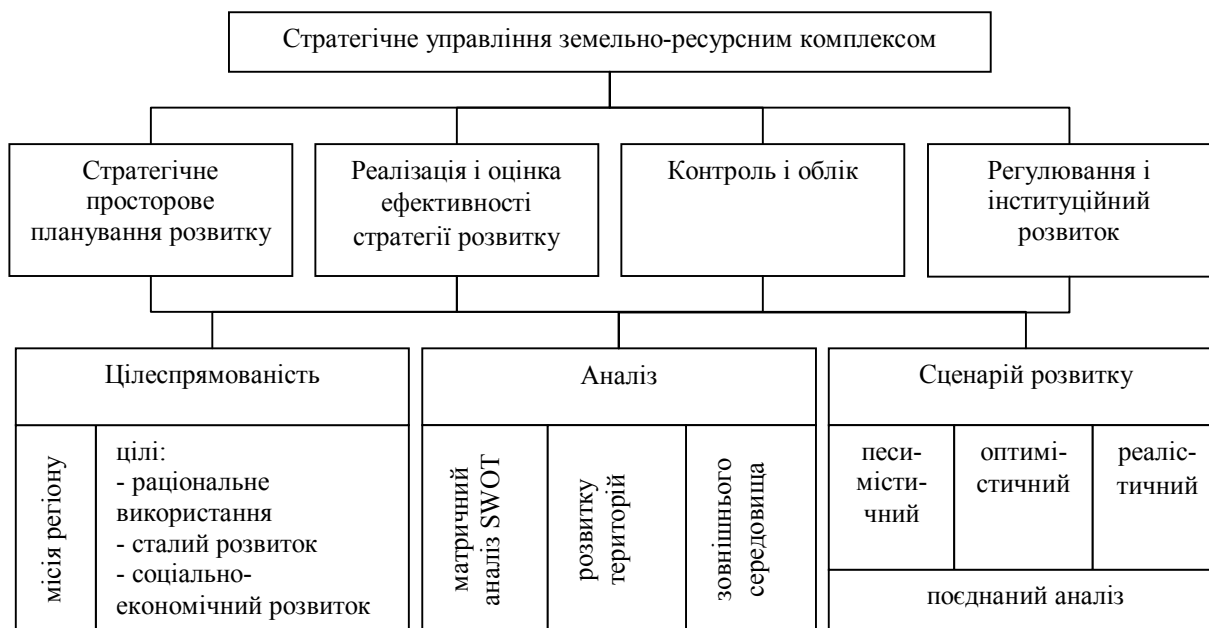 Стратегічне управління земельно-ресурсним комплексом
Стратегічне
просторове
планування розвитку
Реалізація і оцінка
ефективності
стратегії розвитку
Контроль і облік
Регулювання і
інституційний
розвиток
Цілеспрямованість
місія регіону
цілі:
- раціональне
використання
- сталий розвиток
- соціально-
економічний розвиток
Аналіз
матричний
аналіз SWOT
розвитку
територій
зовнішнього
середовища
Сценарій розвитку
песи-
місти-
чний
оптимі-
стичний
реаліс-
тичний
поєднаний аналіз